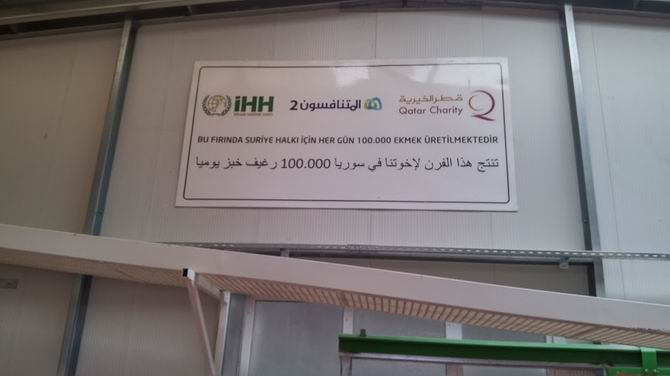 iHH المتنافسون 2 قطر الخيرية
Qatar Charity
BU FIRINDA SURİYE HALKI İÇİN HER GÜN 100.000 EKMEK ÜRETİLMEKTEDİR
تنتج هذا الفرن لإخوتنا في سوريا 100.000 رغيف خبز يوميا